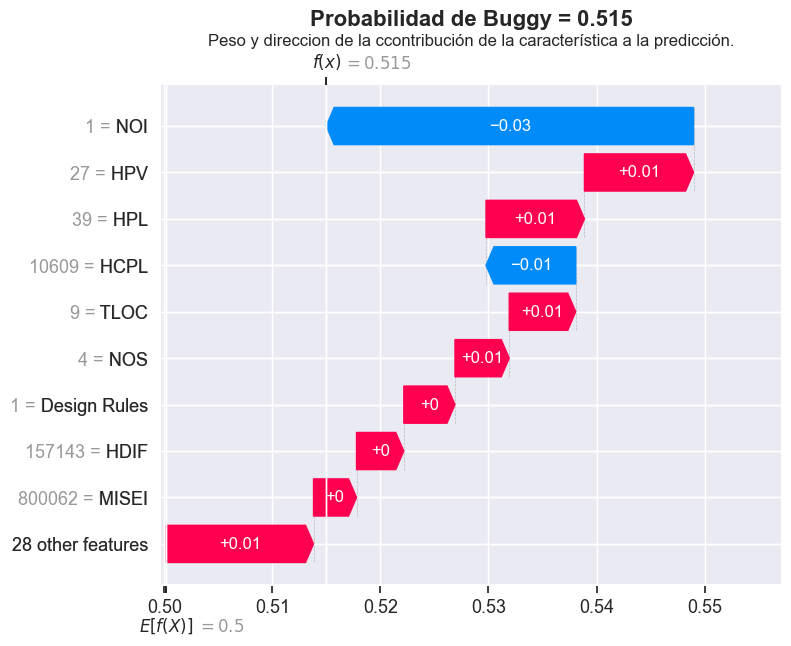 Probabilidad de Buggy = 0.515
Peso y direccion de la ccontribución de la característica a la predicción.
f(x) = 0.515
1 = NOI −0.03
27 = HPV +0.01
39 = HPL +0.01
10609 = HCPL −0.01
9 = TLOC +0.01
4 = NOS +0.01
1 = Design Rules +0
157143 = HDIF +0
800062 = MISEI +0
28 other features +0.01
0.50 0.51 0.52 0.53 0.54 0.55
E[f(X)] = 0.5